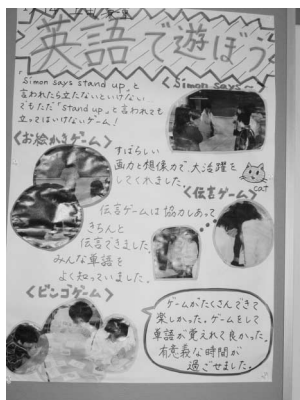 英語で遊ぼう
「Simon says stand up」と
言われたら立たないといけない
でもただ「Stand up」と言われても
立ってはいけないゲーム！
＜Simon says～
＜お絵かきゲーム＞
すばらしい
画力と想像力で、大活躍を
してくれました。
cat
＜伝言ゲーム＞
伝言ゲームは協力しあって
きちんと
伝言できました。
みんな単語を
よく知っていました。
＜ビンゴゲーム＞
ゲームがたくさんできて
楽しかった。ゲームをして
単語が覚えれて良かった。
有意義な時間が
過ごせました。